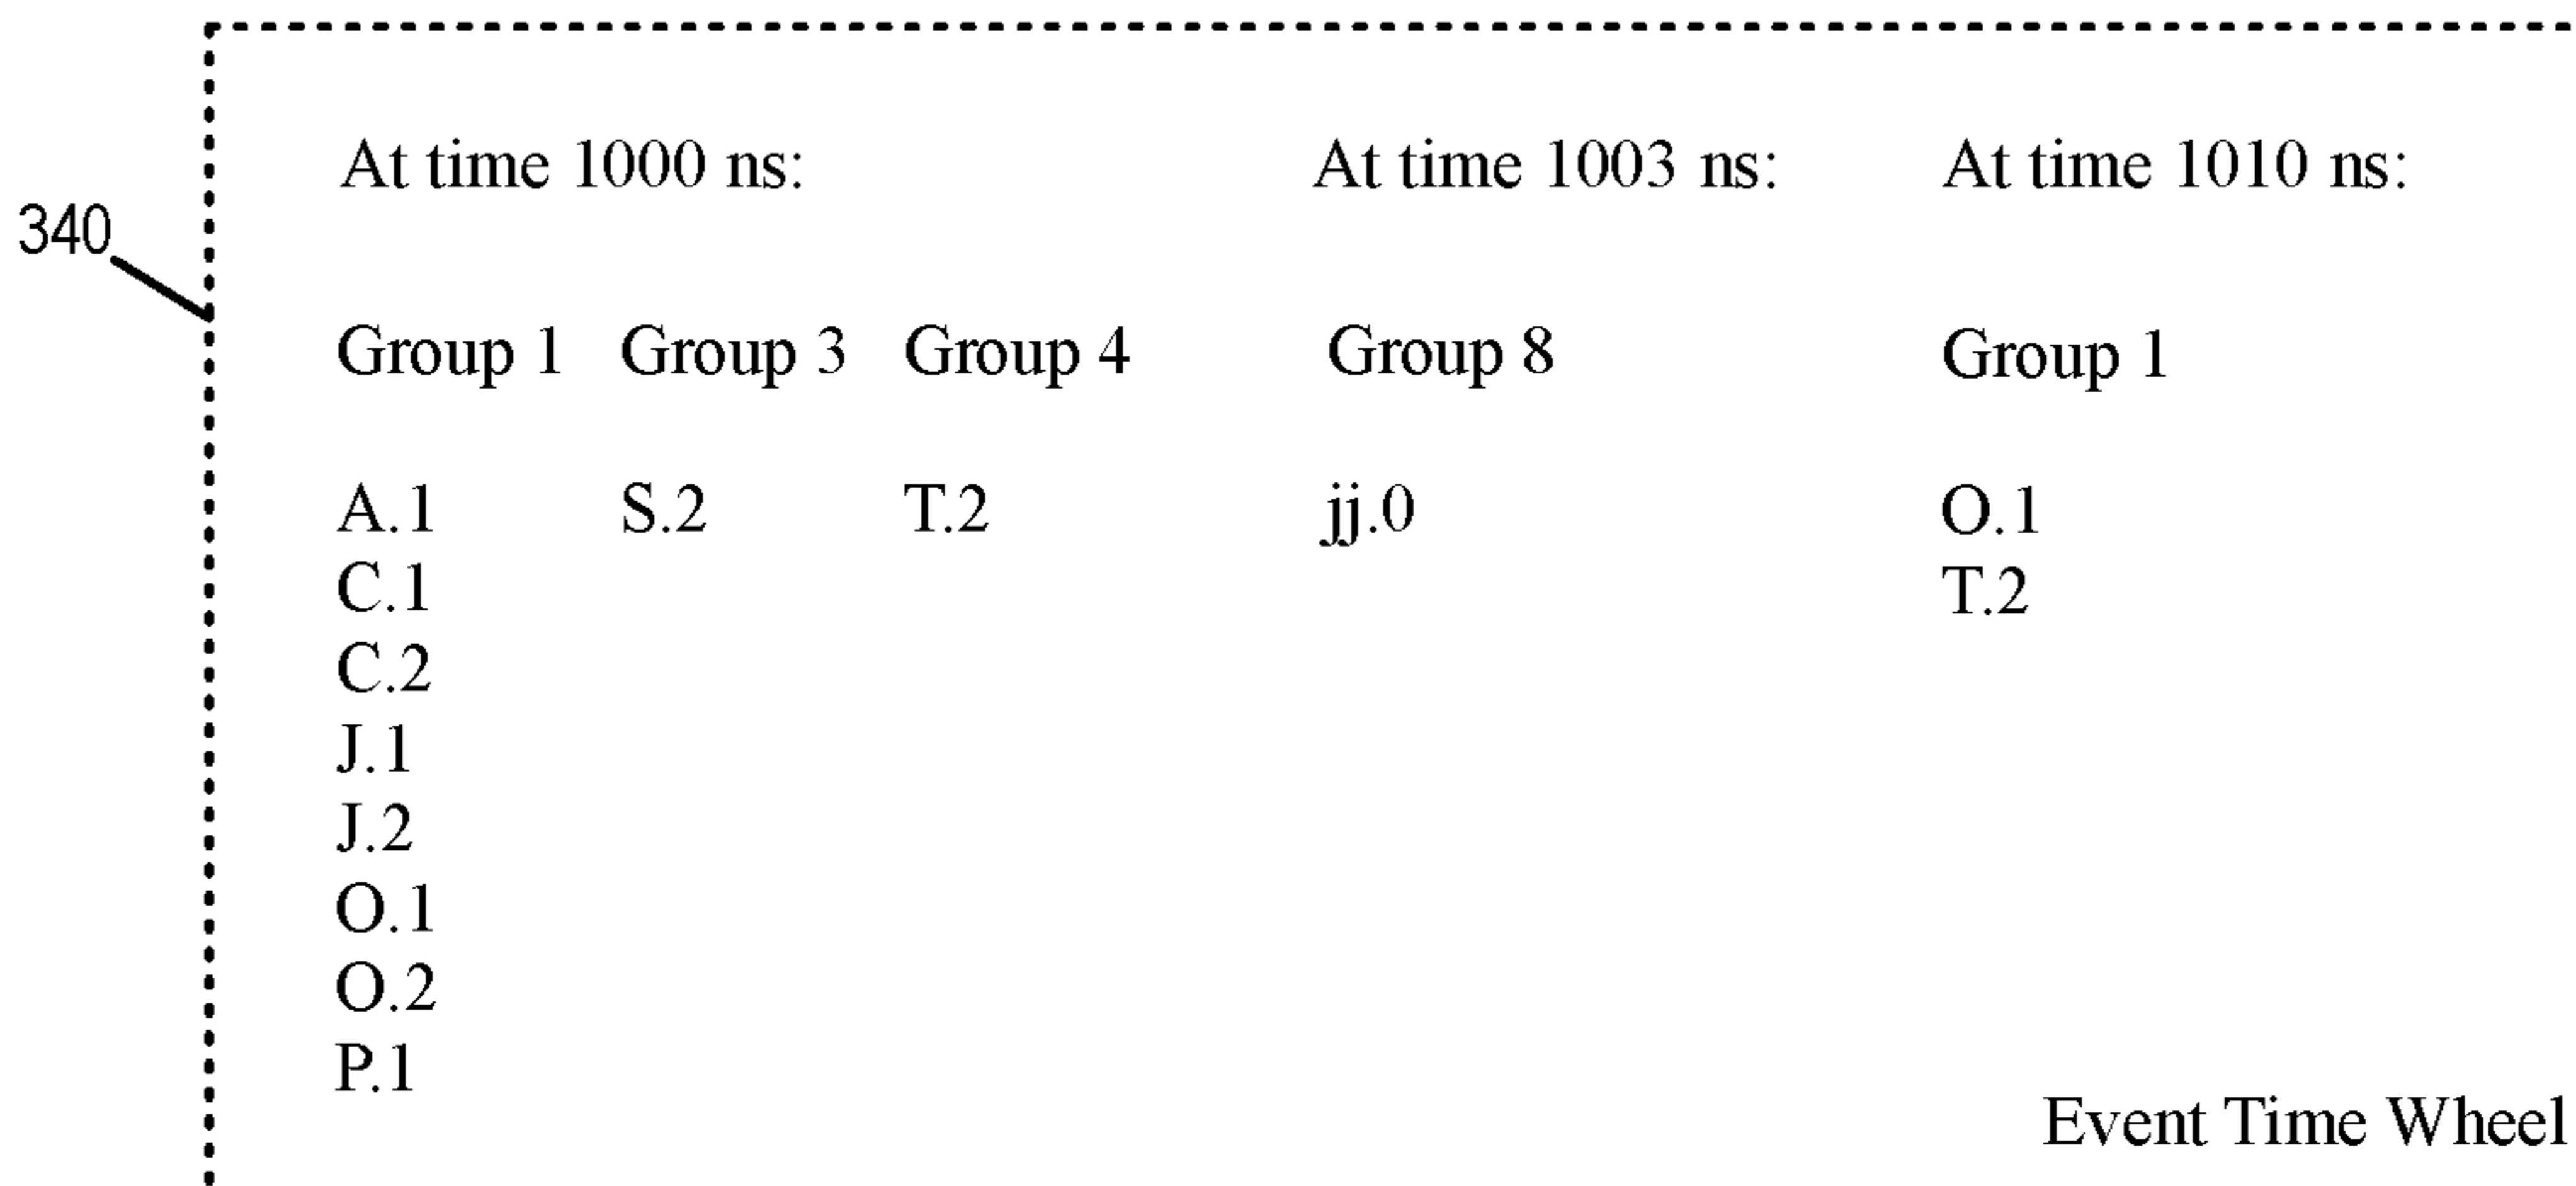 At time 1000 ns: At time 1003 ns: At time 1010 ns:
340
Group 1 Group 3 Group 4 Group 8 Group 1
A.1 S.2 T.2 jj.0 O.1
C.1 T.2
C.2
J.1
J.2
O.1
O.2
P.1
Event Time Wheel